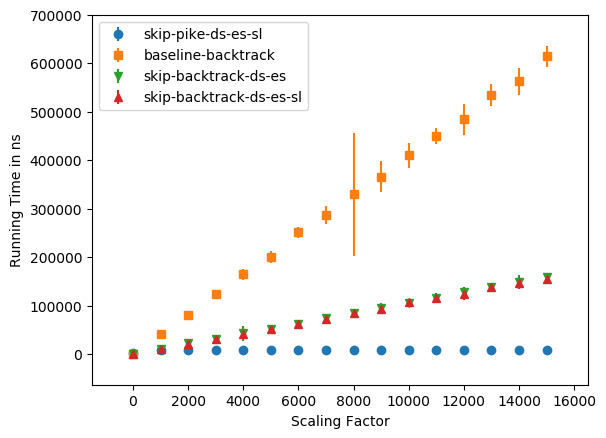 skip-pike-ds-es-sl
baseline-backtrack
skip-backtrack-ds-es
skip-backtrack-ds-es-sl
700000
600000
500000
400000
300000
200000
100000
0
Running Time in ns
0 2000 4000 6000 8000 10000 12000 14000 16000
Scaling Factor